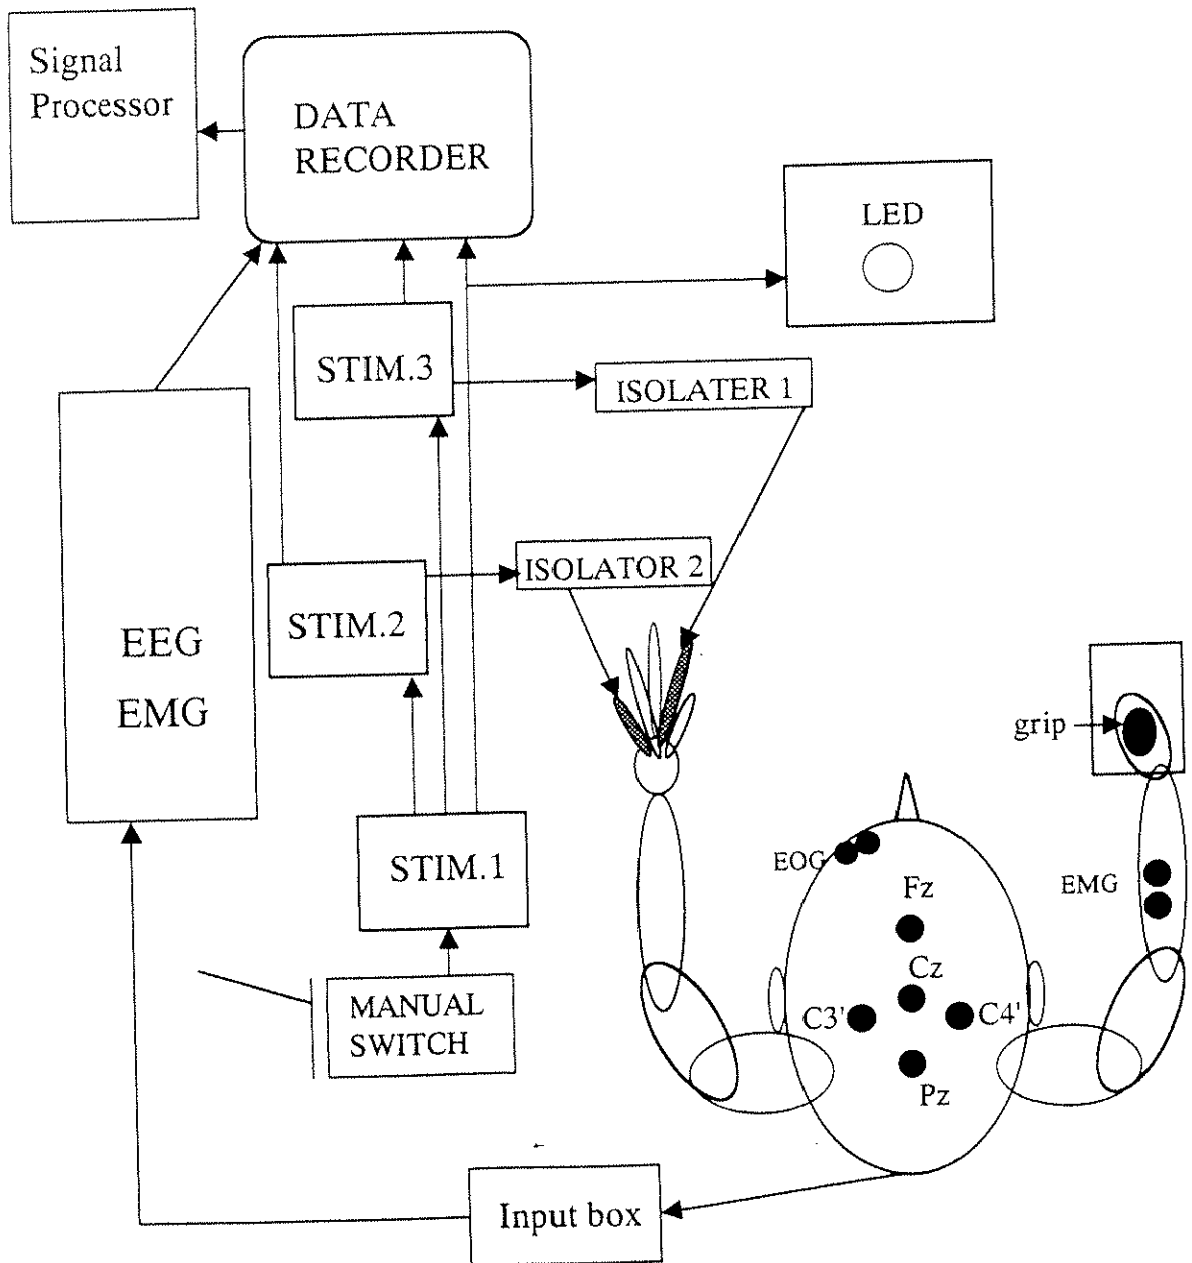 Signal
Processor
DATA
RECORDER
LED
STIM.3
ISOLATER 1
ISOLATOR 2
STIM.2
EEG
EMG
grip
STIM.1
EOG
Fz
EMG
Cz
C3'
C4'
MANUAL
SWITCH
Pz
Input box